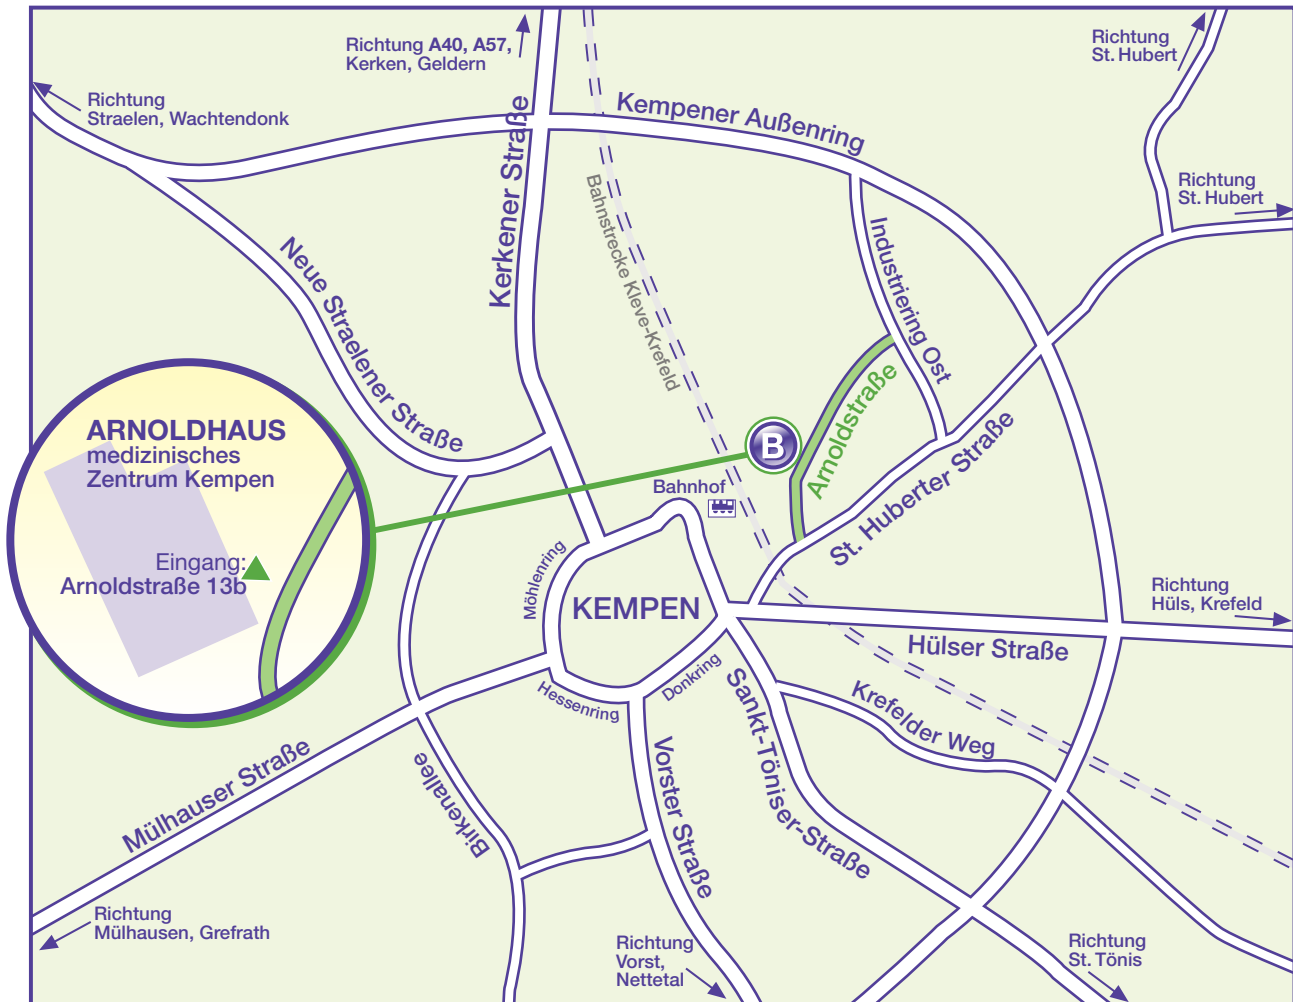 Richtung A40, A57,
Kerken, Geldern
Richtung
St. Hubert
Richtung
Straelen, Wachtendonk
Kempener Außenring
Kerkener Straße
Bahnstrecke Kleve-Krefeld
Richtung
St. Hubert
Industriering Ost
Neue Straelener Straße
ARNOLDHAUS
medizinisches
Zentrum Kempen
Eingang:
Arnoldstraße 13b
B
Arnoldstraße
Bahnhof
St. Huberter Straße
Möhlenring
KEMPEN
Richtung
Hüls, Krefeld
Hülser Straße
Donkring
Hessenring
Sankt-Töniser-Straße
Krefelder Weg
Mülhauser Straße
Birkenallee
Vorster Straße
Richtung
Mülhausen, Grefrath
Richtung
Vorst,
Nettetal
Richtung
St. Tönis